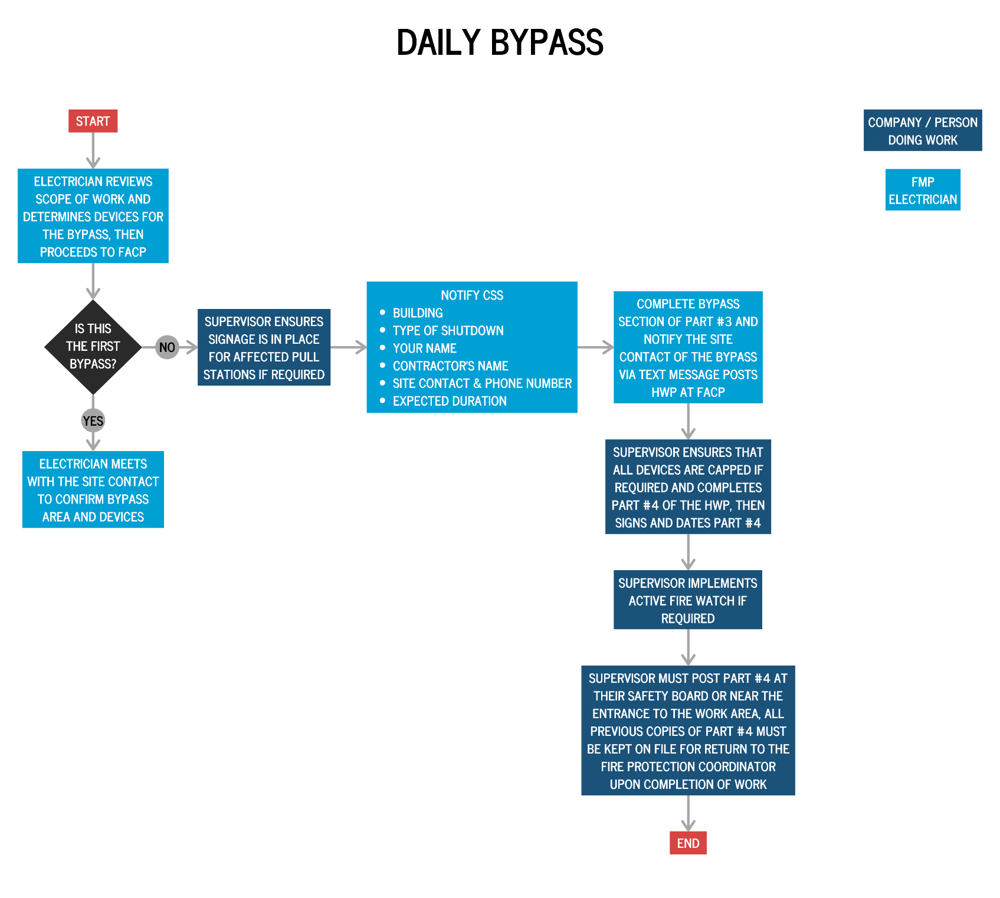 DAILY BYPASS
START
COMPANY / PERSON
DOING WORK
FMP
ELECTRICIAN
ELECTRICIAN REVIEWS
SCOPE OF WORK AND
DETERMINES DEVICES FOR
THE BYPASS, THEN
PROCEEDS TO FACP
IS THIS
THE FIRST
BYPASS?
NO
YES
ELECTRICIAN MEETS
WITH THE SITE CONTACT
TO CONFIRM BYPASS
AREA AND DEVICES
SUPERVISOR ENSURES
SIGNAGE IS IN PLACE
FOR AFFECTED PULL
STATIONS IF REQUIRED
NOTIFY CSS
• BUILDING
• TYPE OF SHUTDOWN
• YOUR NAME
• CONTRACTOR'S NAME
• SITE CONTACT & PHONE NUMBER
• EXPECTED DURATION
COMPLETE BYPASS
SECTION OF PART #3 AND
NOTIFY THE SITE
CONTACT OF THE BYPASS
VIA TEXT MESSAGE POSTS
HWP AT FACP
SUPERVISOR ENSURES THAT
ALL DEVICES ARE CAPPED IF
REQUIRED AND COMPLETES
PART #4 OF THE HWP, THEN
SIGNS AND DATES PART #4
SUPERVISOR IMPLEMENTS
ACTIVE FIRE WATCH IF
REQUIRED
SUPERVISOR MUST POST PART #4 AT
THEIR SAFETY BOARD OR NEAR THE
ENTRANCE TO THE WORK AREA, ALL
PREVIOUS COPIES OF PART #4 MUST
BE KEPT ON FILE FOR RETURN TO THE
FIRE PROTECTION COORDINATOR
UPON COMPLETION OF WORK
END